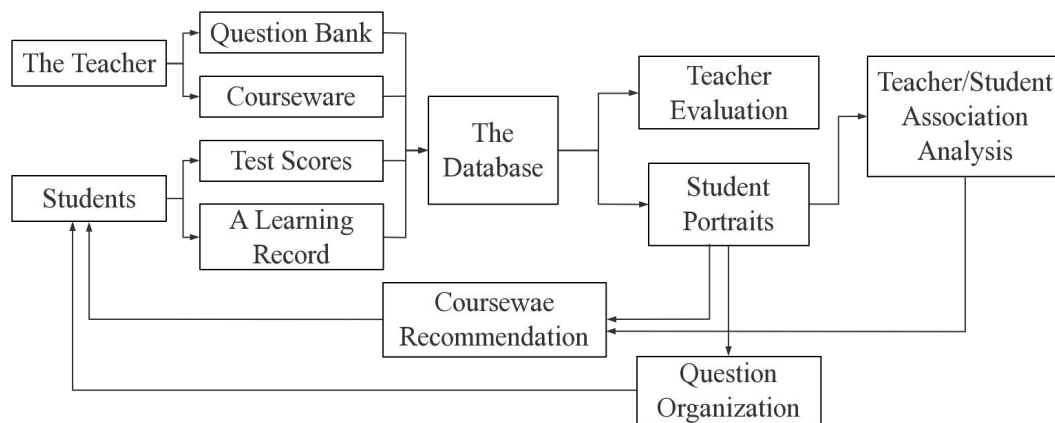 The Teacher
Question Bank
Courseware
Students
Test Scores
A Learning
Record
The
Database
Teacher
Evaluation
Student
Portraits
Teacher/Student
Association
Analysis
Coursewae
Recommendation
Question
Organization